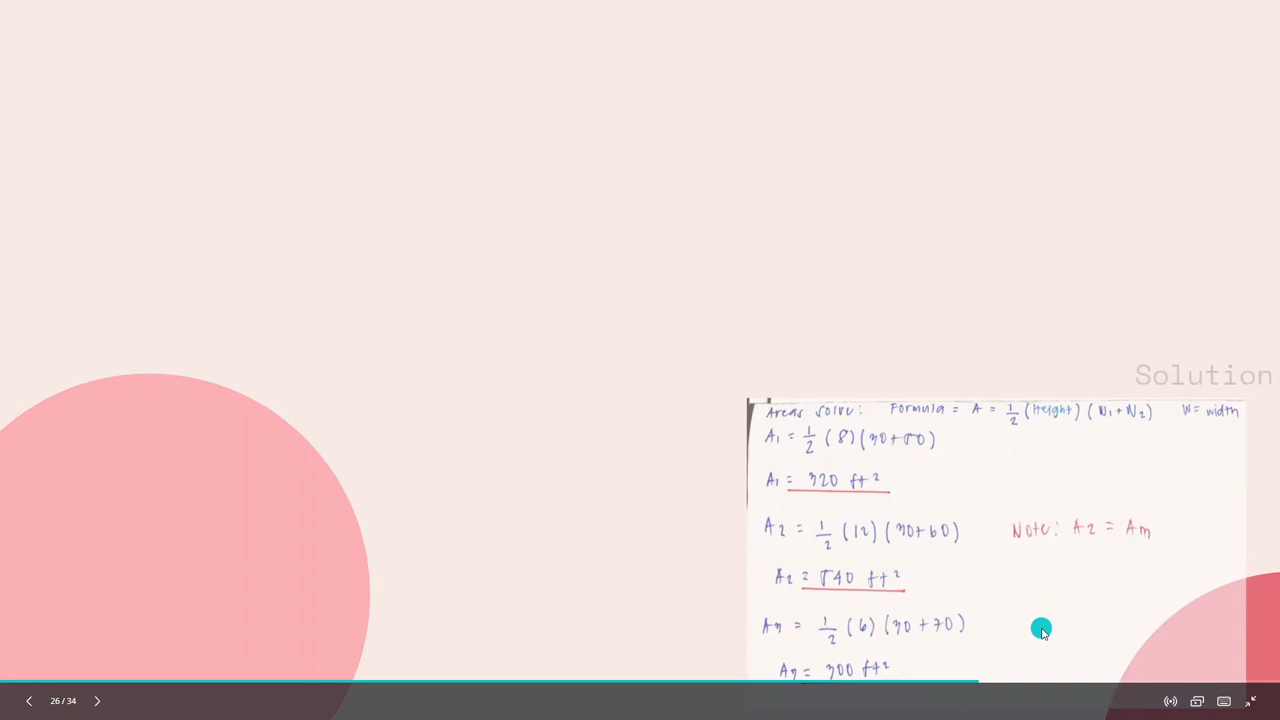 Solution
Areas solve: Formula = A = 1/2 (Height) (W1 + W2) W = width
A1 = 1/2 (8)(30+50)
A1 = 320 ft²
A2 = 1/2 (12)(30+60) Note: A2 = Am
A2 = 540 ft²
A3 = 1/2 (6)(30+70)
A3 = 300 ft²
26 / 34